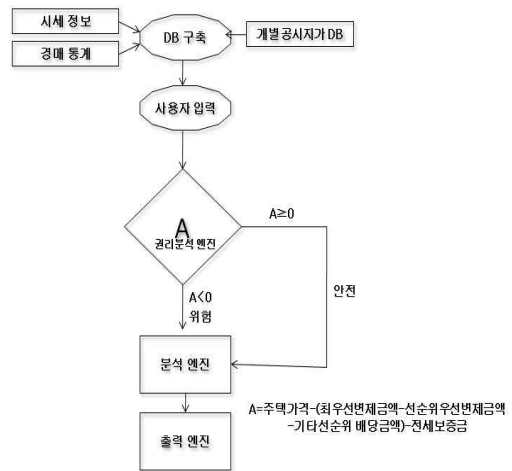 시세 정보
경매 통계
DB 구축
개별공시지가 DB
사용자 입력
A
권리분석 엔진
A≥0
안전
A<0
위험
분석 엔진
출력 엔진
A=주택가격-(최우선변제금액-선순위우선변제금액
-기타선순위 배당금액)-전세보증금